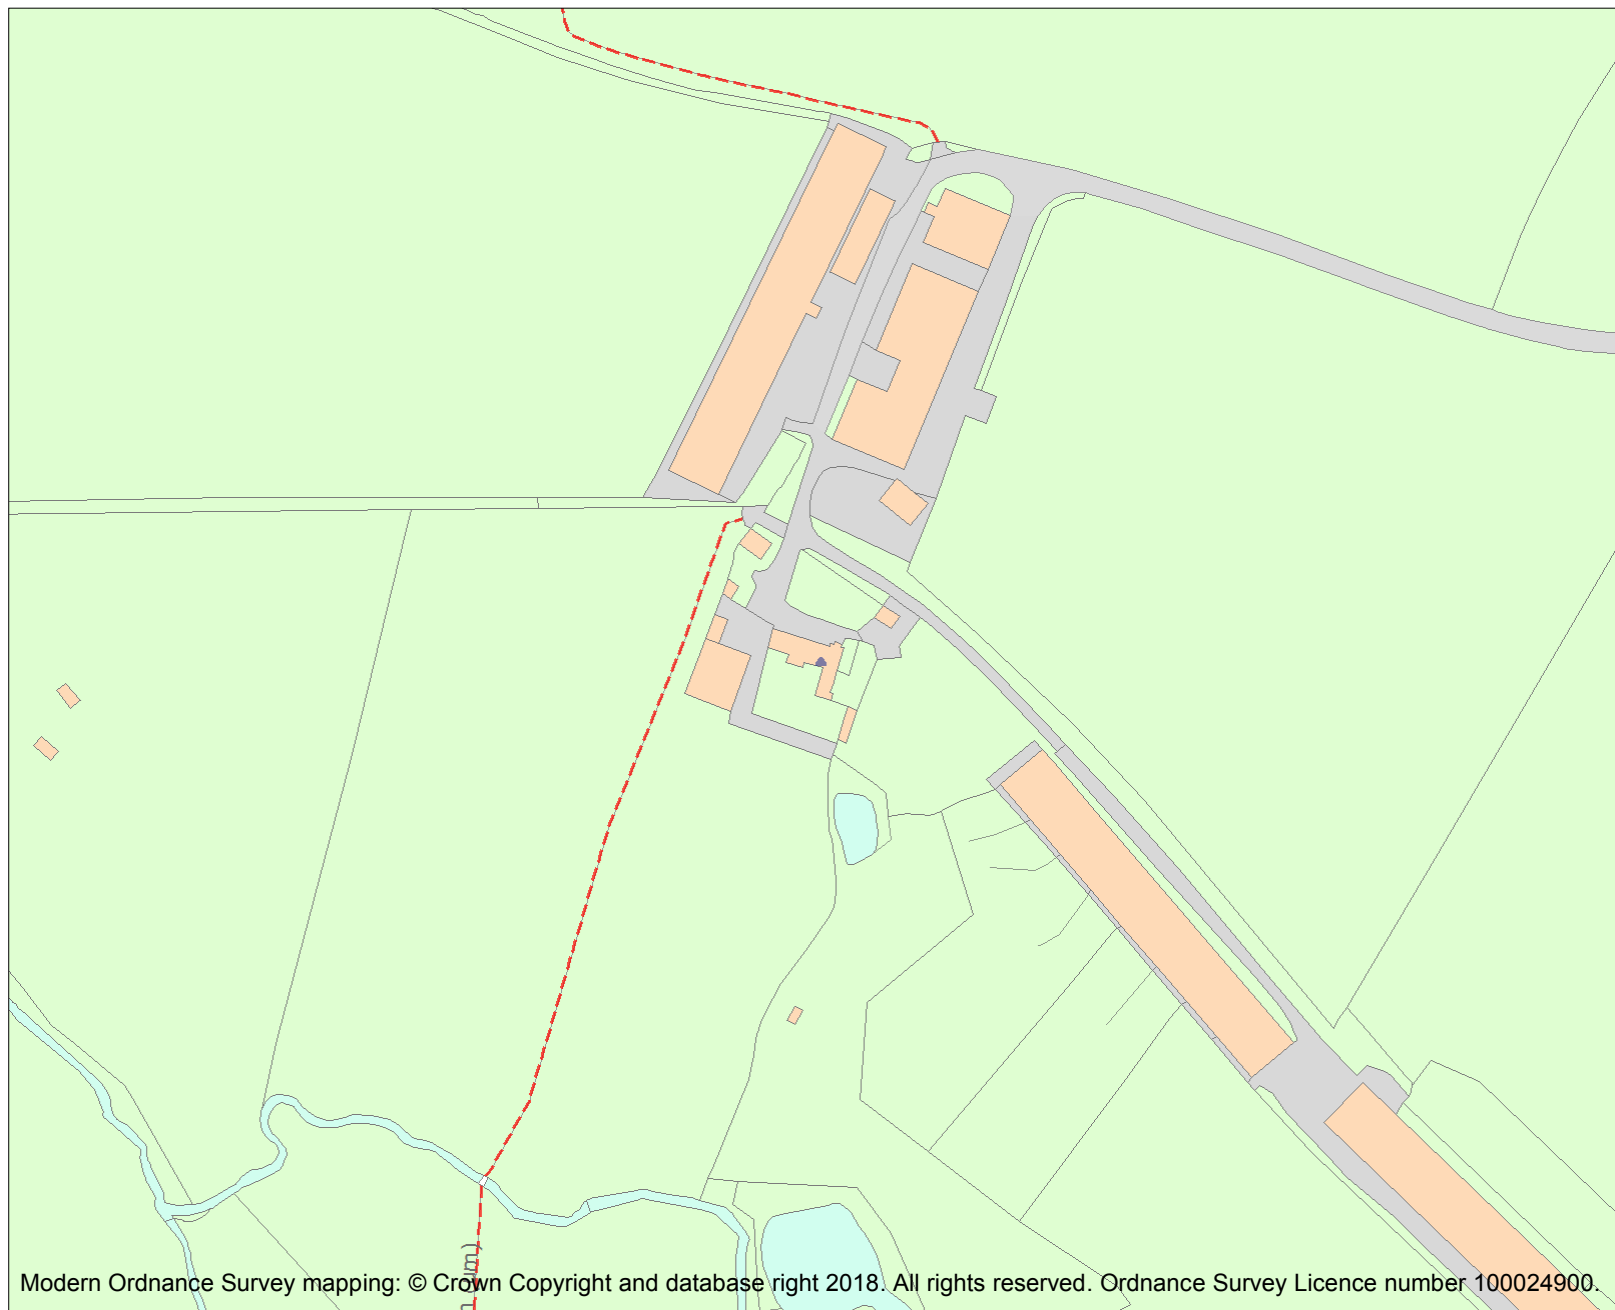 Modern Ordnance Survey mapping: © Crown Copyright and database right 2018. All rights reserved. Ordnance Survey Licence number 100024900.